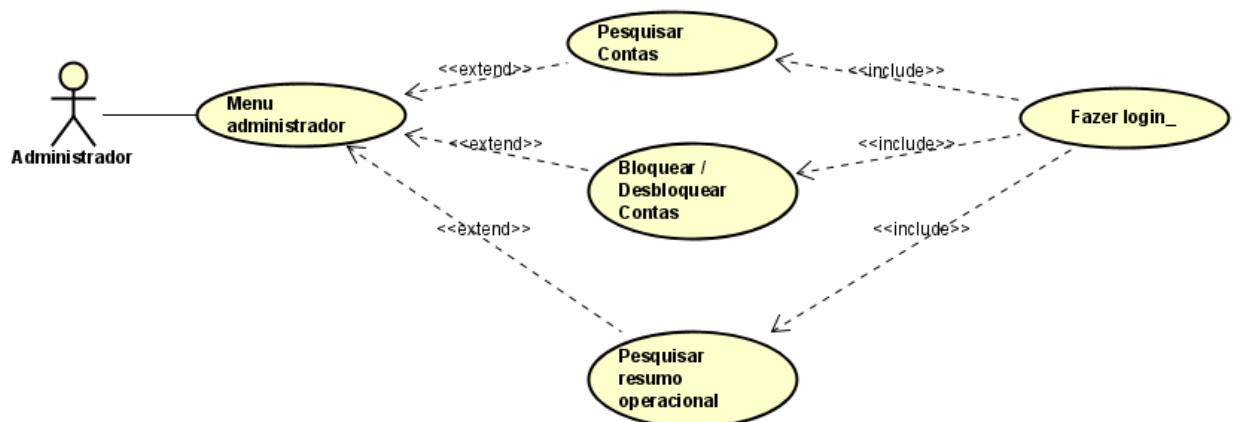 Pesquisar
Contas
<<extend>>
<<include>>
Menu
administrador
Fazer login_
Administrador
<<extend>>
<<include>>
Bloquear /
Desbloquear
Contas
<<extend>>
<<include>>
Pesquisar
resumo
operacional